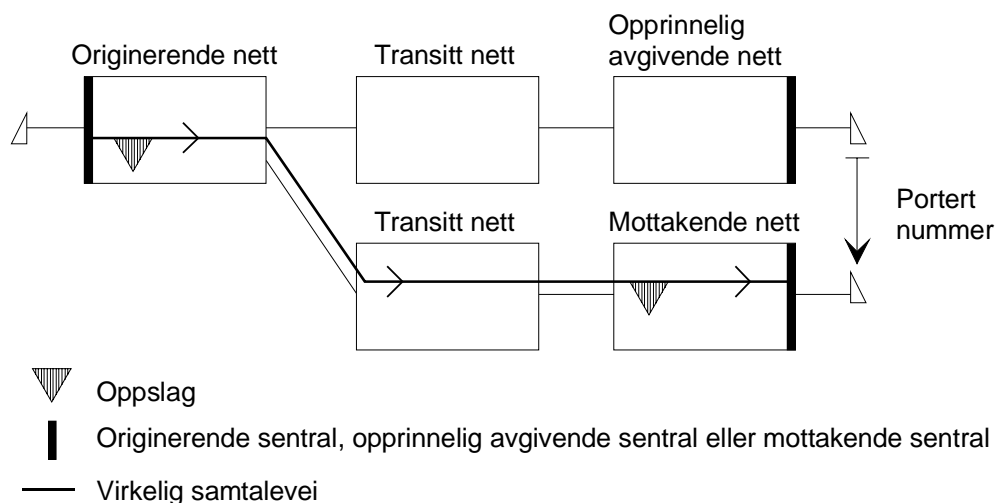 Originerende nett
Transitt nett
Opprinnelig
avgivende nett
Transitt nett
Mottakende nett
Portert
nummer
Oppslag
Originerende sentral, opprinnelig avgivende sentral eller mottakende sentral
Virkelig samtalevei